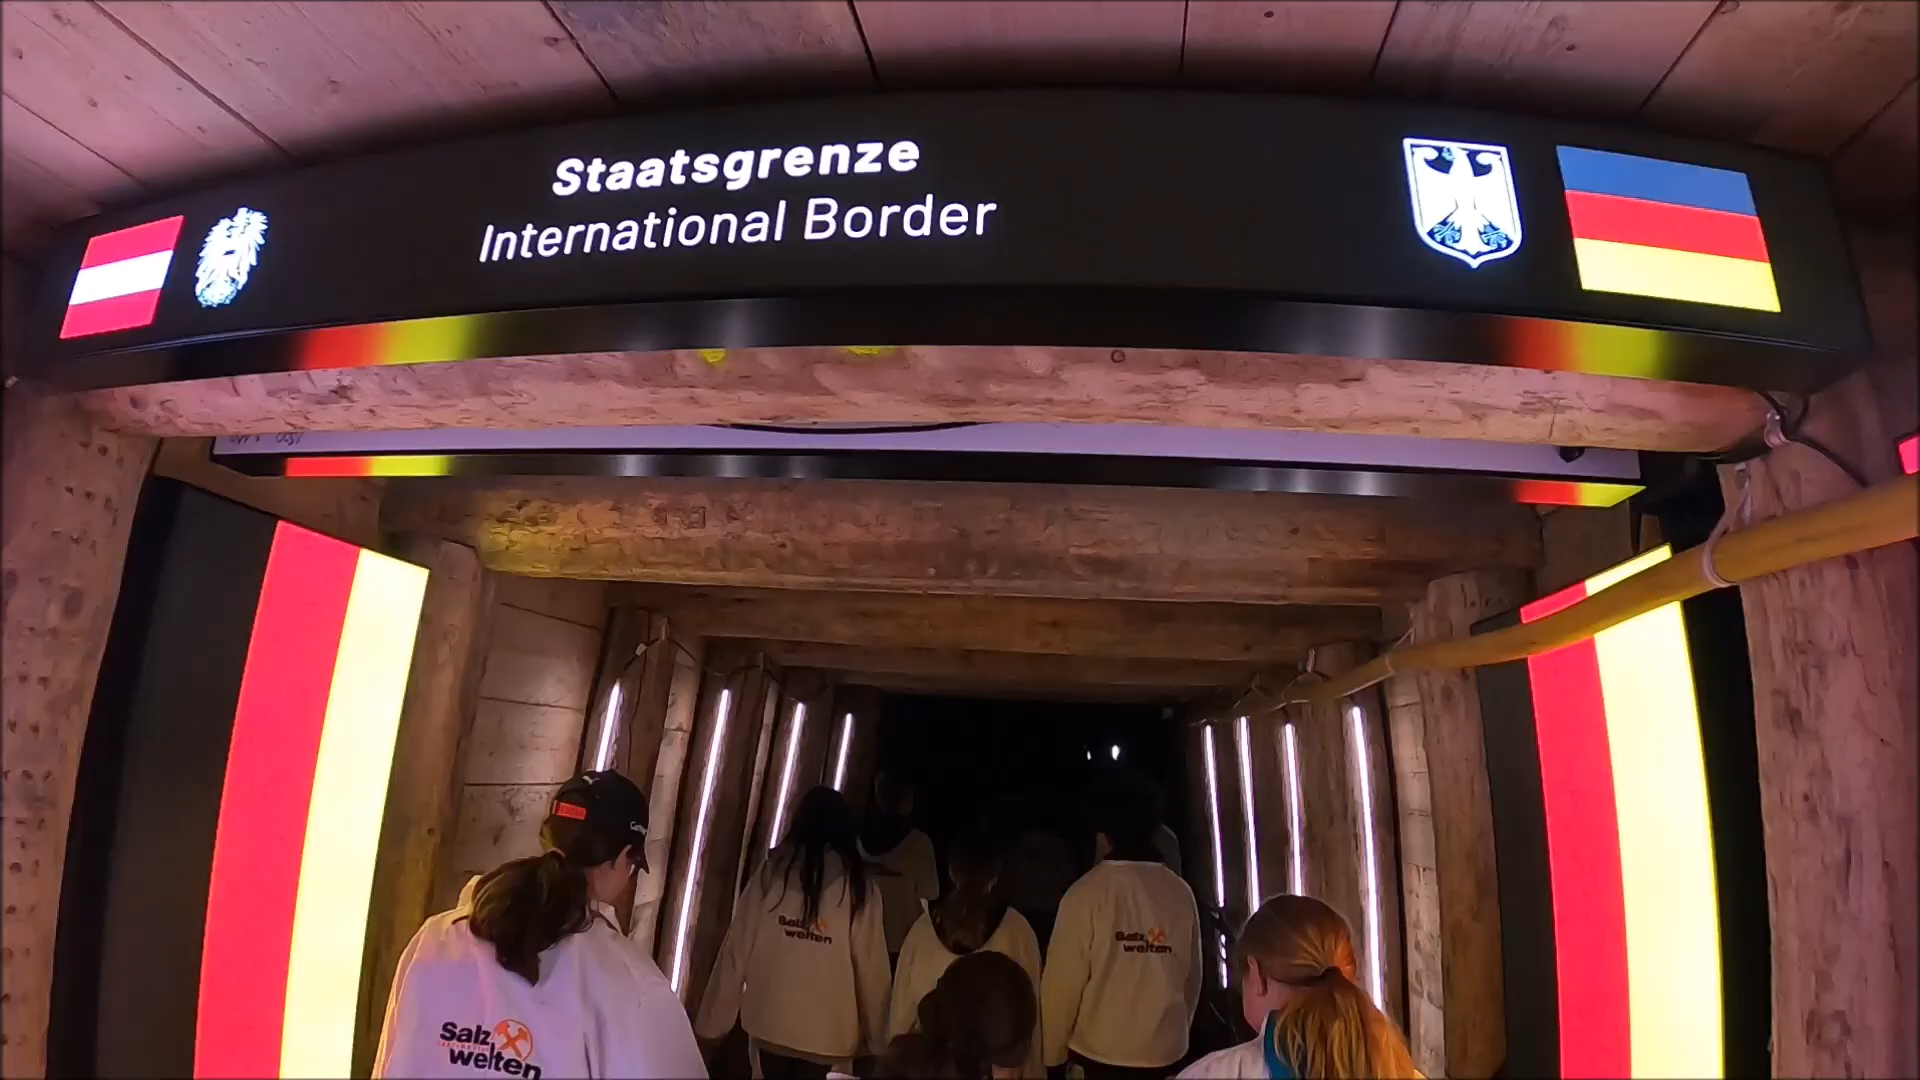 Staatsgrenze
International Border
Salz
welten
Salz
welten
Salz
welten